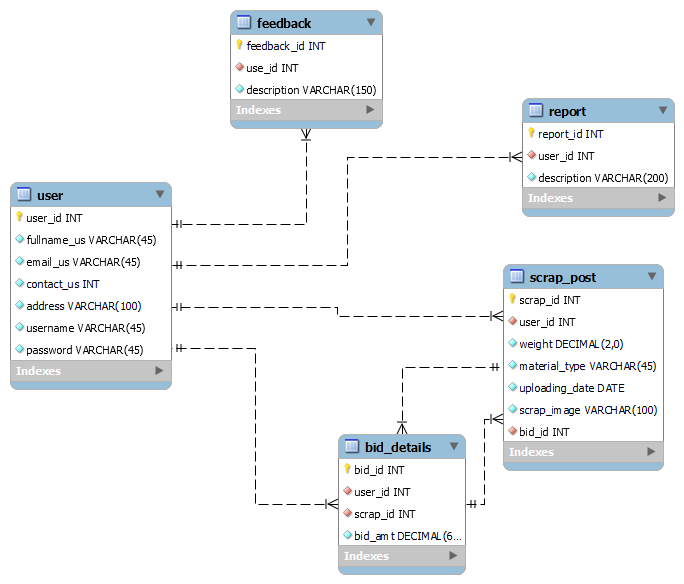 feedback
feedback_id INT
use_id INT
description VARCHAR(150)
Indexes
report
report_id INT
user_id INT
description VARCHAR(200)
Indexes
user
user_id INT
fullname_us VARCHAR(45)
email_us VARCHAR(45)
contact_us INT
address VARCHAR(100)
username VARCHAR(45)
password VARCHAR(45)
Indexes
scrap_post
scrap_id INT
user_id INT
weight DECIMAL(2,0)
material_type VARCHAR(45)
uploading_date DATE
scrap_image VARCHAR(100)
bid_id INT
Indexes
bid_details
bid_id INT
user_id INT
scrap_id INT
bid_amt DECIMAL(6...
Indexes